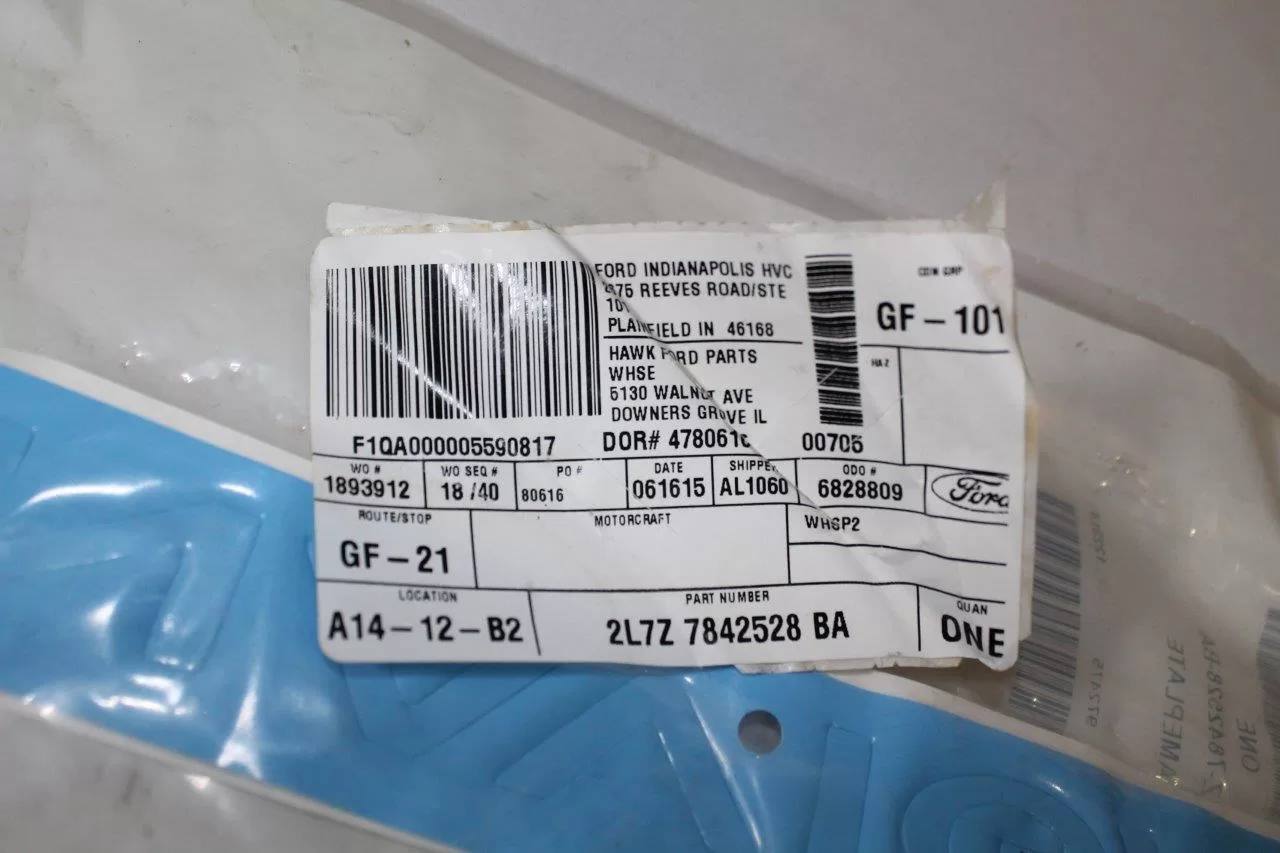 FORD INDIANAPOLIS HVC
REEVES ROAD/STE
IN 46168
HAWK FORD PARTS
WHSE
5130 WALNUT AVE
DOWNERS GROVE IL
F1QA000005590817
DOR#
00705
GF-101
WO #
1893912
WO SEQ #
18/40
PO #
80616
DATE
061615
SHIPPER
AL1060
ODO #
6828809
Ford
ROUTE/STOP
GF-21
MOTORCRAFT
WHSP2
LOCATION
A14-12-B2
PART NUMBER
2L7Z 7842528 BA
QUAN
ONE
ONE